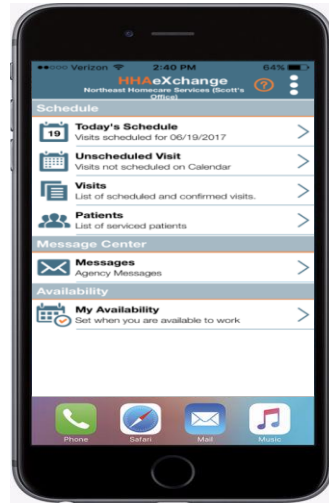 Verizon 2:40 PM 64%
HHAeXchange
Northeast Homecare Services (Scott's
Office)
Schedule
19
Today's Schedule
Visits scheduled for 06/19/2017
Unscheduled Visit
Visits not scheduled on Calendar
Visits
List of scheduled and confirmed visits.
Patients
List of serviced patients
Message Center
Messages
Agency Messages
Availability
My Availability
Set when you are available to work
Phone Safari Mail Music